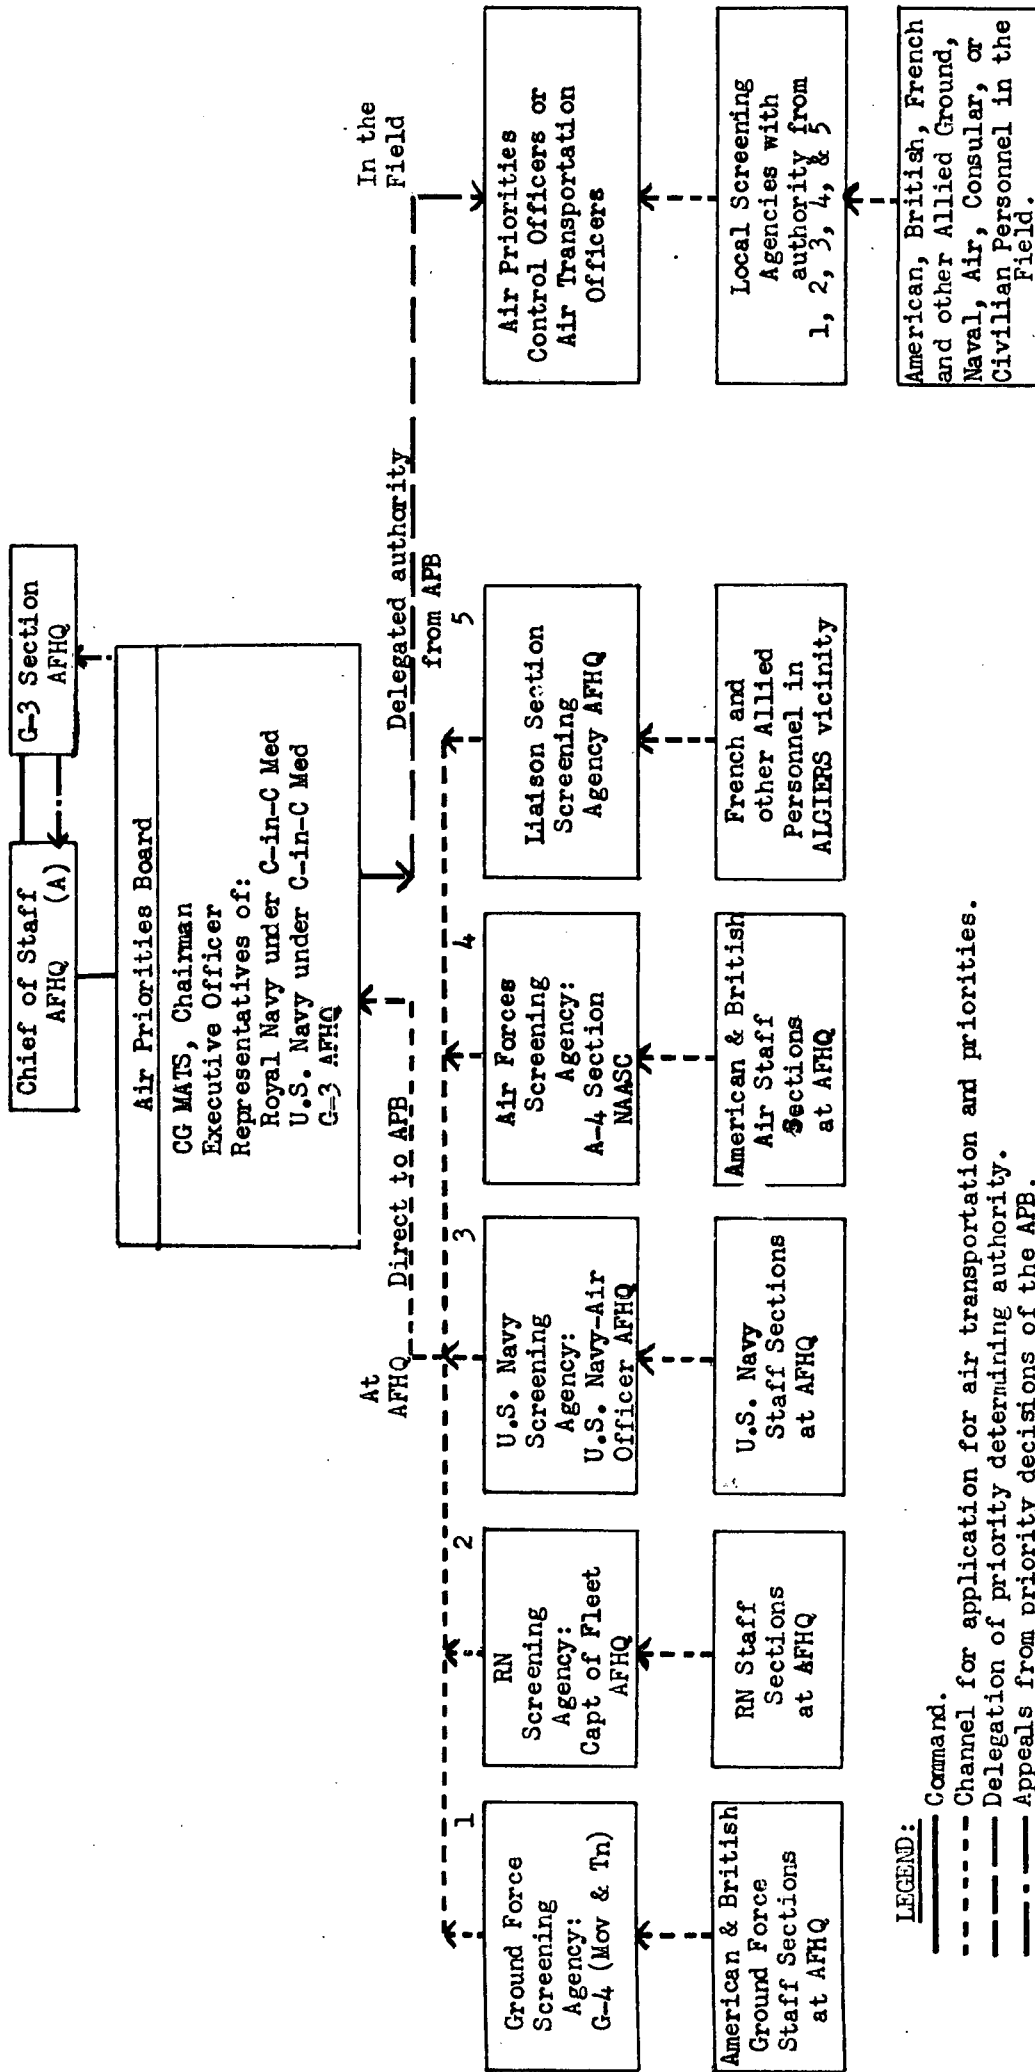 Chief of Staff
AFHQ (A)
G-3 Section
AFHQ
Air Priorities Board
CG MATS, Chairman
Executive Officer
Representatives of:
Royal Navy under C-in-C Med
U.S. Navy under C-in-C Med
G-3 AFHQ
At
AFHQ
Direct to APB
Delegated authority
from APB
In the
Field
1
Ground Force
Screening
Agency:
G-4 (Mov & Tn)
2
RN
Screening
Agency:
Capt of Fleet
AFHQ
3
U.S. Navy
Screening
Agency:
U.S. Navy-Air
Officer AFHQ
4
Air Forces
Screening
Agency:
A-4 Section
NAASC
5
Liaison Section
Screening
Agency AFHQ
Air Priorities
Control Officers or
Air Transportation
Officers
American & British
Ground Force
Staff Sections
at AFHQ
RN Staff
Sections
at AFHQ
U.S. Navy
Staff Sections
at AFHQ
American & British
Air Staff
Sections
at AFHQ
French and
other Allied
Personnel in
ALGIERS vicinity
Local Screening
Agencies with
authority from
1, 2, 3, 4, & 5
American, British, French
and other Allied Ground,
Naval, Air, Consular, or
Civilian Personnel in the
Field.
LEGEND:
Command.
Channel for application for air transportation and priorities.
Delegation of priority determining authority.
Appeals from priority decisions of the APB.